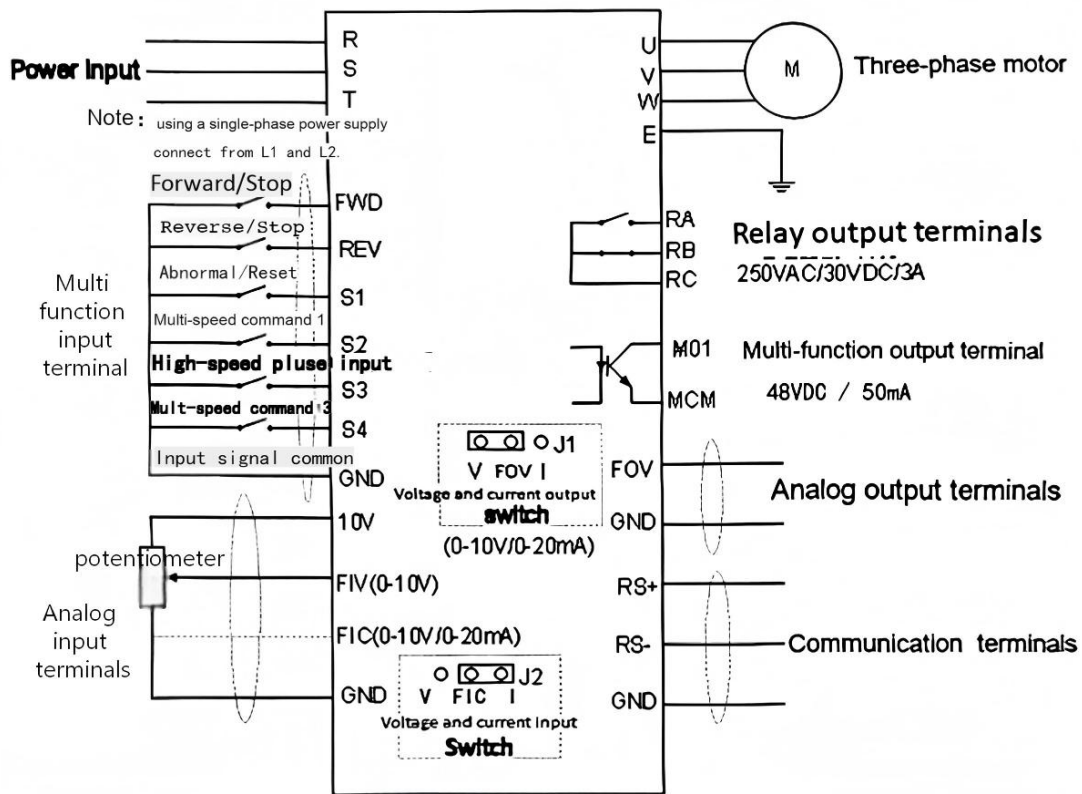 Power Input
R
S
T
Note：
using a single-phase power supply
connect from L1 and L2.
Multi
function
input
terminal
Forward/Stop
FWD
Reverse/Stop
REV
Abnormal/Reset
S1
Multi-speed command 1
S2
High-speed pluse input
S3
Mult-speed command 3
S4
Input signal common
GND
10V
potentiometer
FIV(0-10V)
Analog
input
terminals
FIC(0-10V/0-20mA)
GND
J2
V FIC I
Voltage and current input
Switch
J1
V FOV I
Voltage and current output
switch
(0-10V/0-20mA)
U
V
W
E
M
Three-phase motor
RA
RB
RC
Relay output terminals
250VAC/30VDC/3A
M01
MCM
Multi-function output terminal
48VDC / 50mA
FOV
GND
Analog output terminals
RS+
RS-
GND
Communication terminals